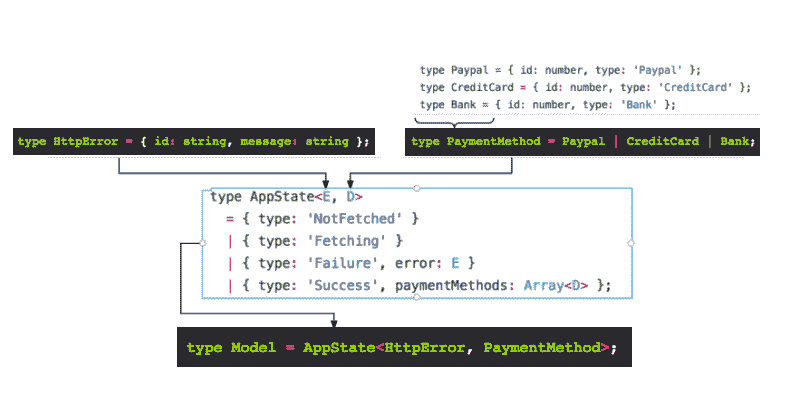 type Paypal = { id: number, type: 'Paypal' };
type CreditCard = { id: number, type: 'CreditCard' };
type Bank = { id: number, type: 'Bank' };
type HttpError = { id: string, message: string };
type PaymentMethod = Paypal | CreditCard | Bank;
type AppState<E, D>
= { type: 'NotFetched' }
| { type: 'Fetching' }
| { type: 'Failure', error: E }
| { type: 'Success', paymentMethods: Array<D> };
type Model = AppState<HttpError, PaymentMethod>;